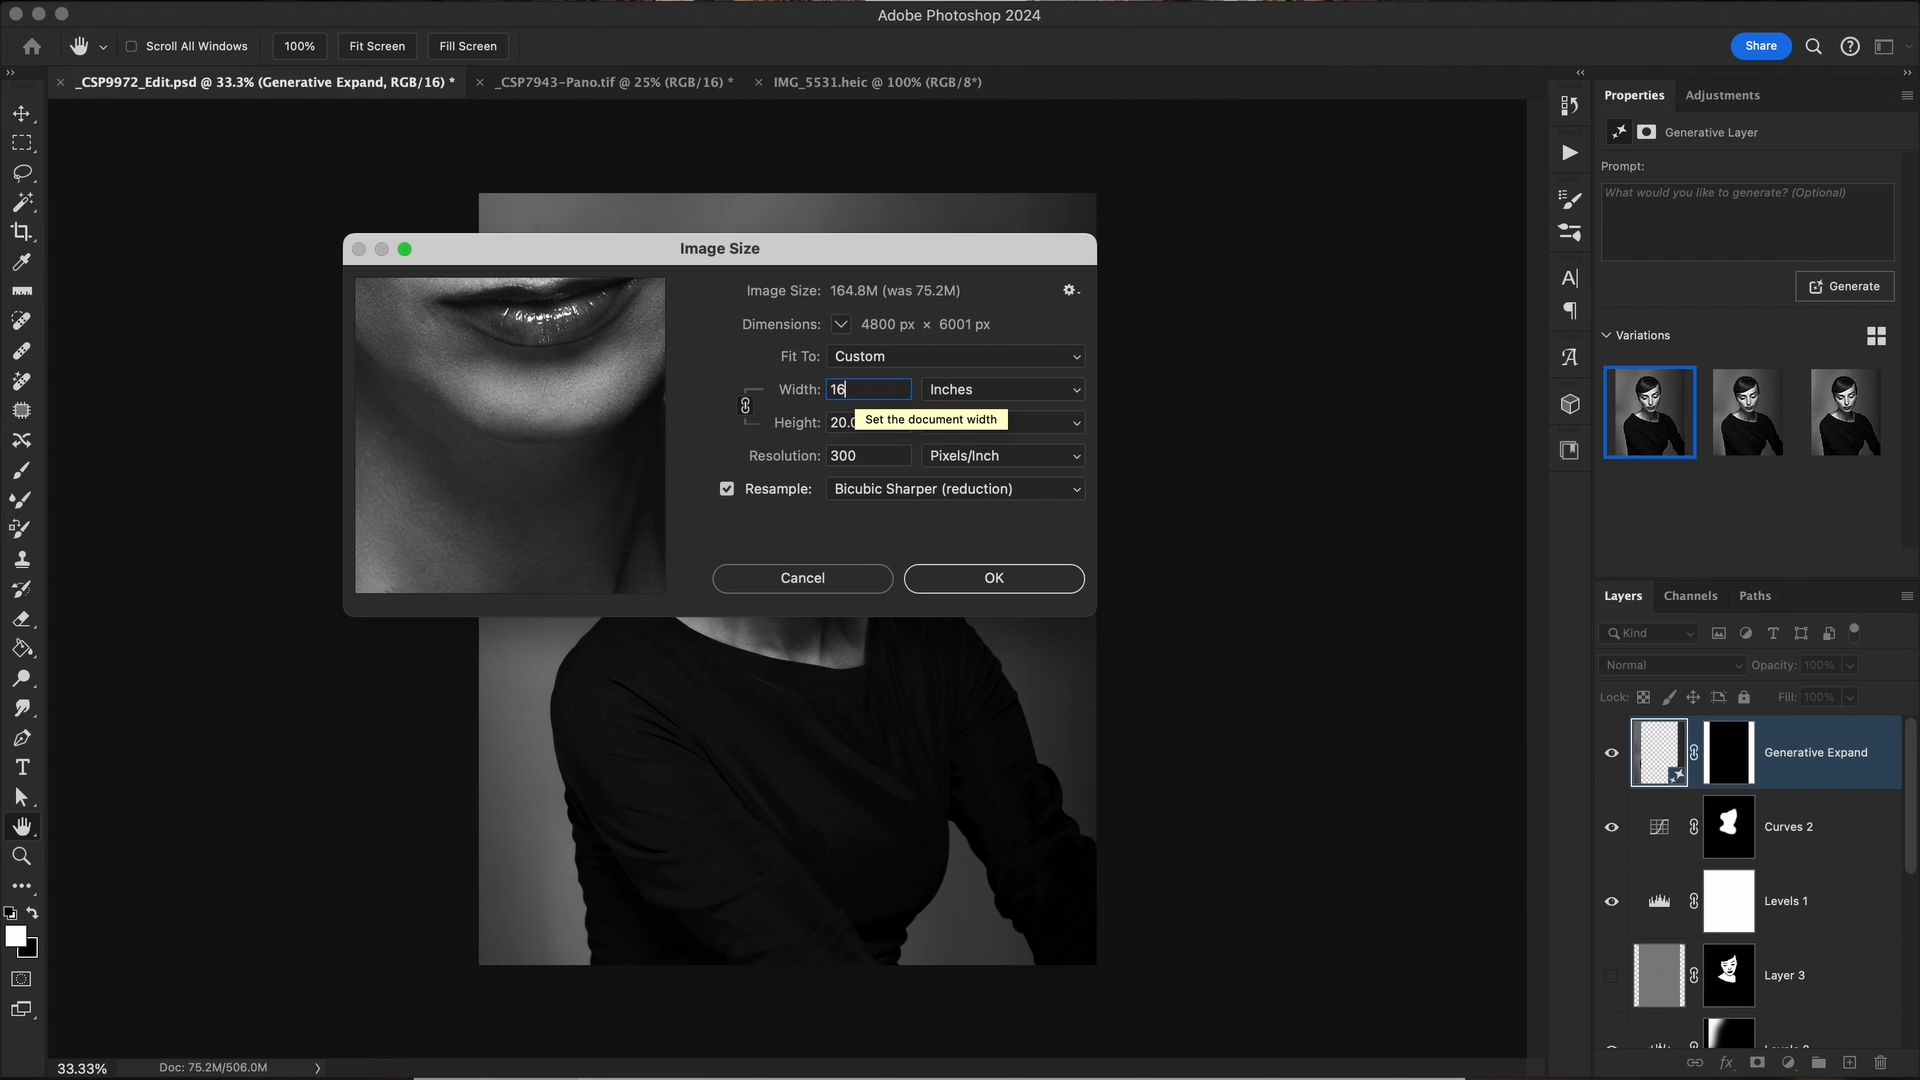 Adobe Photoshop 2024
Scroll All Windows
100%
Fit Screen
Fill Screen
Share
_CSP9972_Edit.psd @ 33.3% (Generative Expand, RGB/16) *
_CSP7943-Pano.tif @ 25% (RGB/16) *
IMG_5531.heic @ 100% (RGB/8*)
Image Size
Image Size: 164.8M (was 75.2M)
Dimensions: 4800 px × 6001 px
Fit To: Custom
Width: 16 Inches
Set the document width
Height: 20.0
Resolution: 300 Pixels/Inch
Resample: Bicubic Sharper (reduction)
Cancel
OK
Properties
Adjustments
Generative Layer
Prompt:
What would you like to generate? (Optional)
Generate
Variations
Layers
Channels
Paths
Kind
Normal
Opacity: 100%
Lock:
Fill: 100%
Generative Expand
Curves 2
Levels 1
Layer 3
fx
33.33%
Doc: 75.2M/506.0M